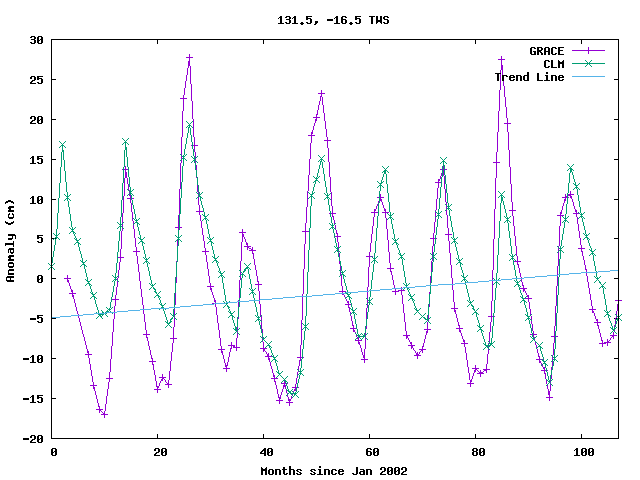 131.5, -16.5 TWS
30
25
20
15
10
5
0
-5
-10
-15
-20
Anomaly (cm)
GRACE
CLM
Trend Line
0 20 40 60 80 100
Months since Jan 2002